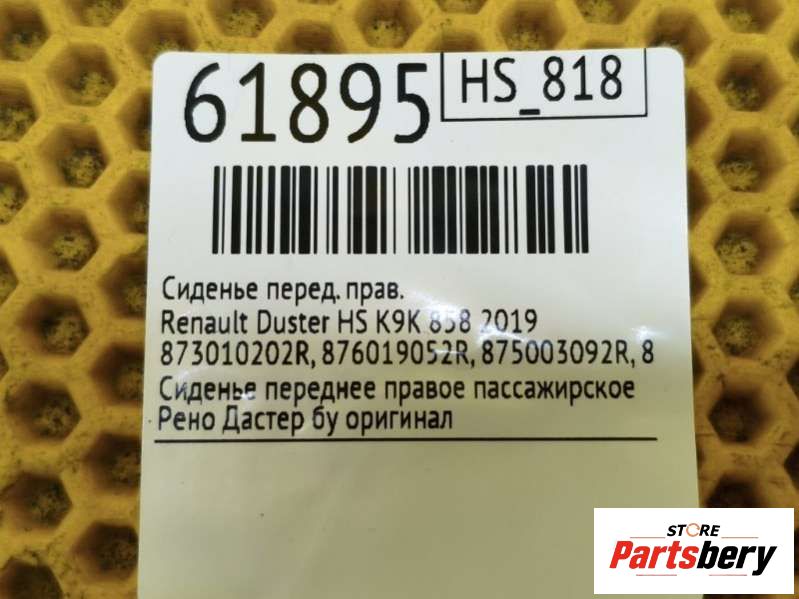 61895
HS_818
Сиденье перед. прав.
Renault Duster HS K9K 858 2019
873010202R, 876019052R, 875003092R, 8
Сиденье переднее правое пассажирское
Рено Дастер бу оригинал
STORE
Partsbery